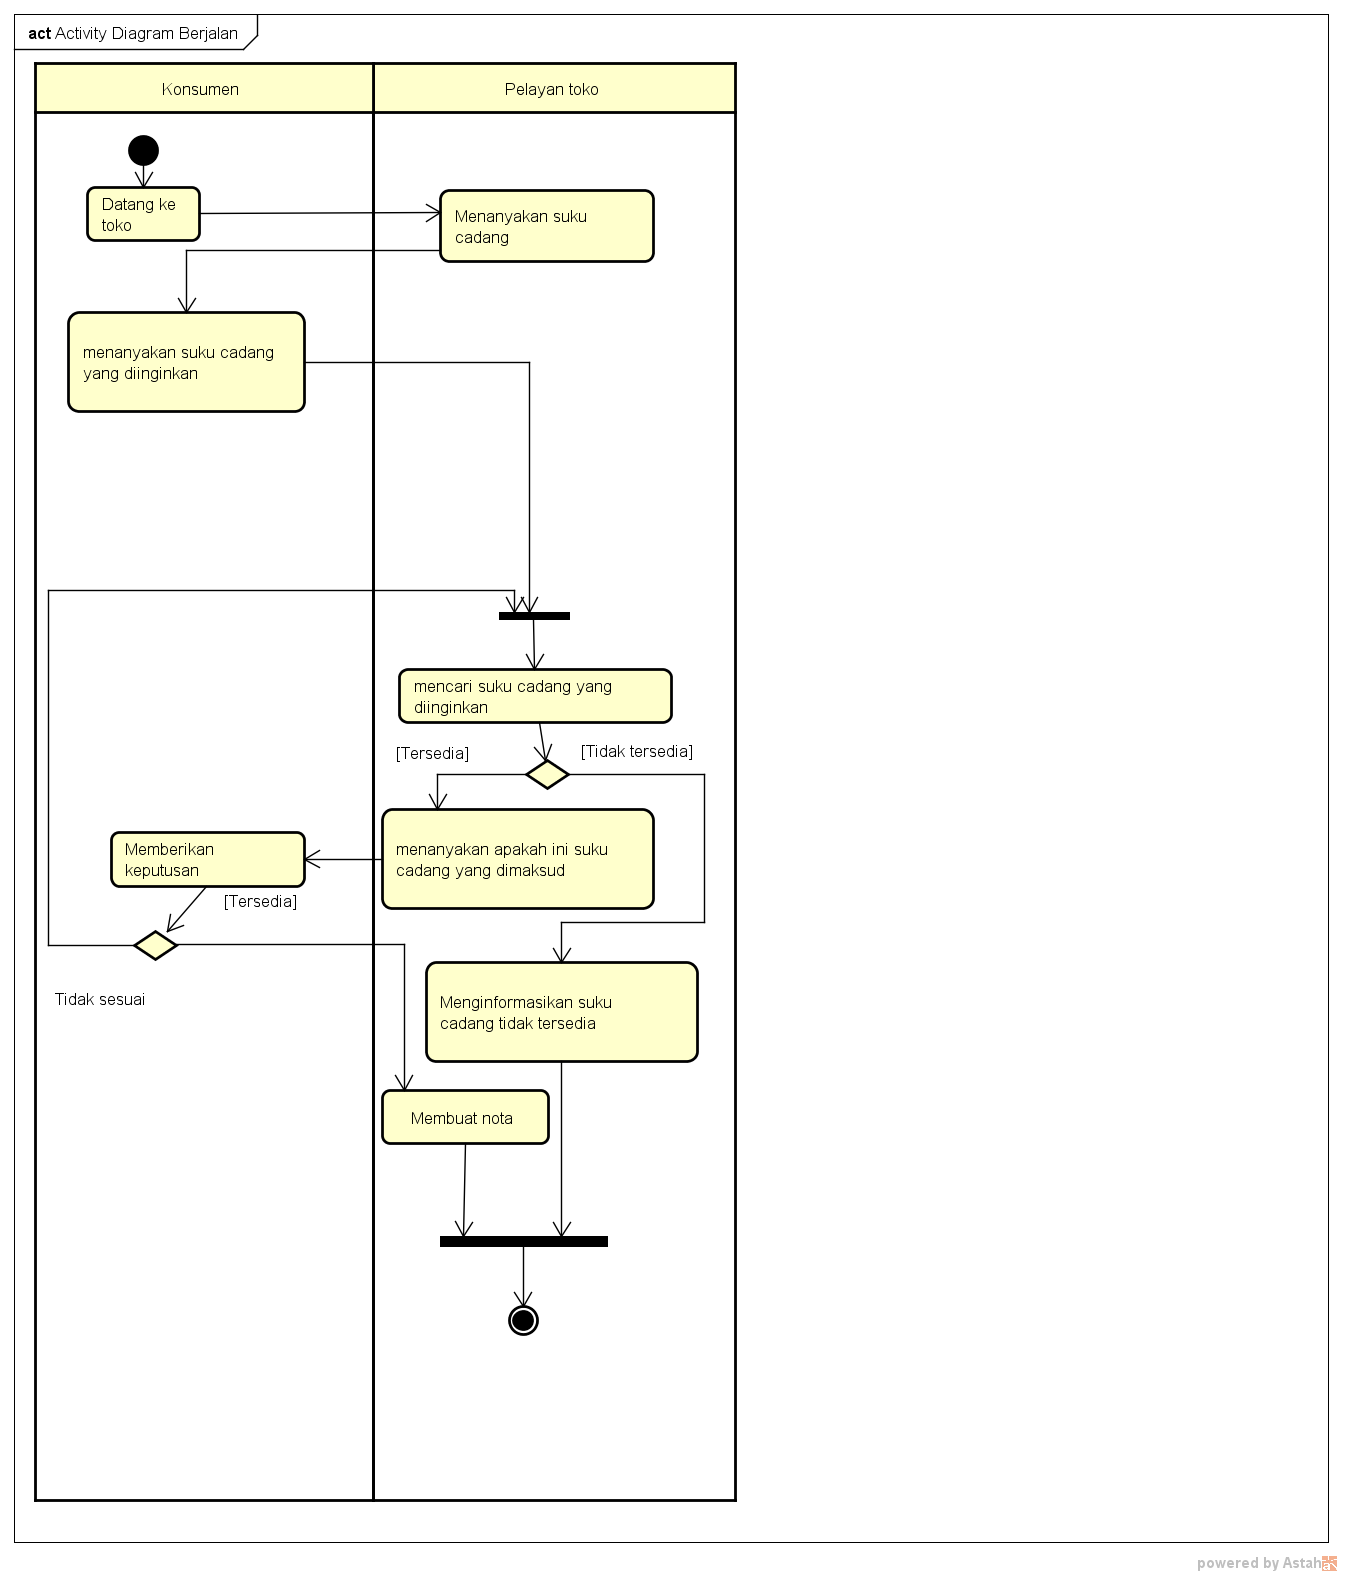 act Activity Diagram Berjalan
Konsumen
Pelayan toko
Datang ke
toko
Menanyakan suku
cadang
menanyakan suku cadang
yang diinginkan
mencari suku cadang yang
diinginkan
[Tersedia]
[Tidak tersedia]
menanyakan apakah ini suku
cadang yang dimaksud
Memberikan
keputusan
[Tersedia]
Tidak sesuai
Menginformasikan suku
cadang tidak tersedia
Membuat nota
powered by Astah